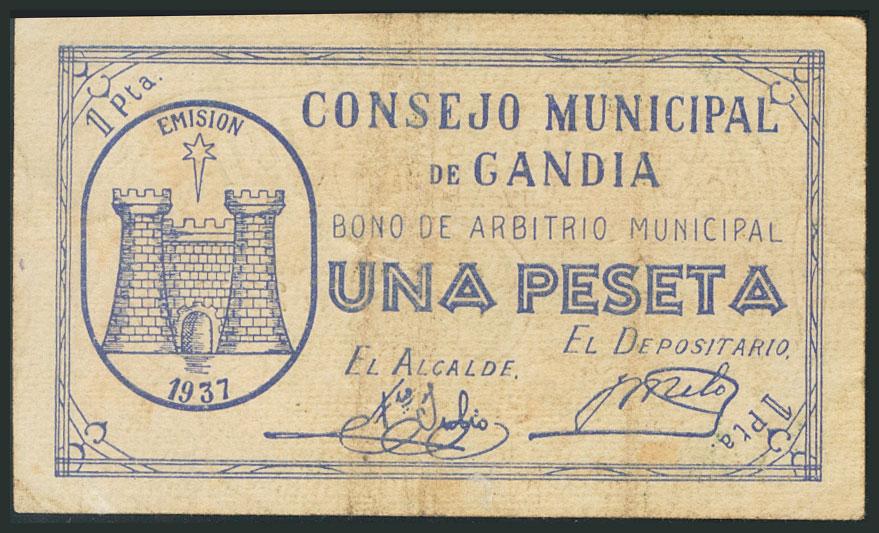 1 Pta.
EMISION
1937
CONSEJO MUNICIPAL
DE GANDIA
BONO DE ARBITRIO MUNICIPAL
UNA PESETA
EL ALCALDE,
EL DEPOSITARIO,
1 Pta.